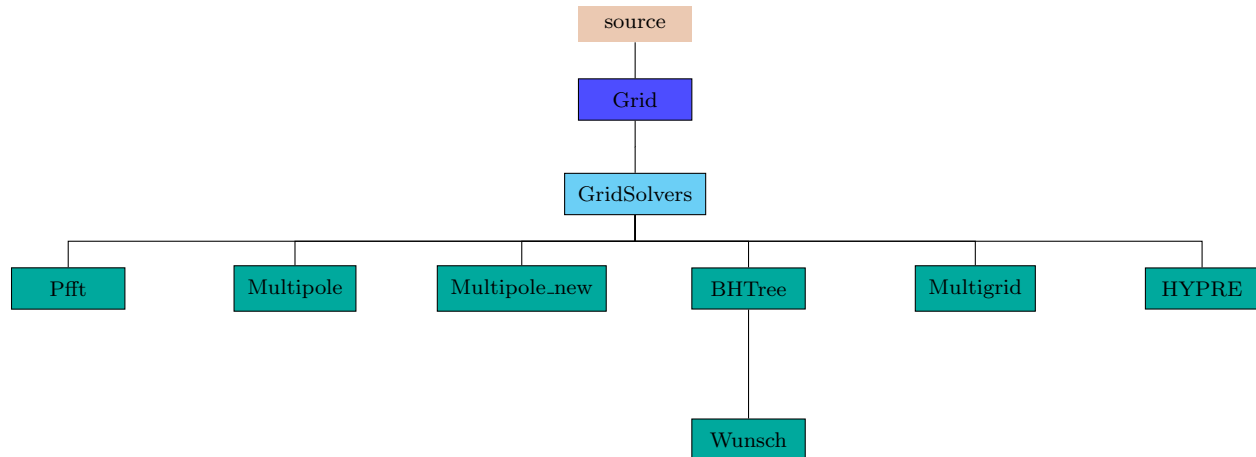 source
Grid
GridSolvers
Pfft
Multipole
Multipole_new
BHTree
Multigrid
HYPRE
Wunsch